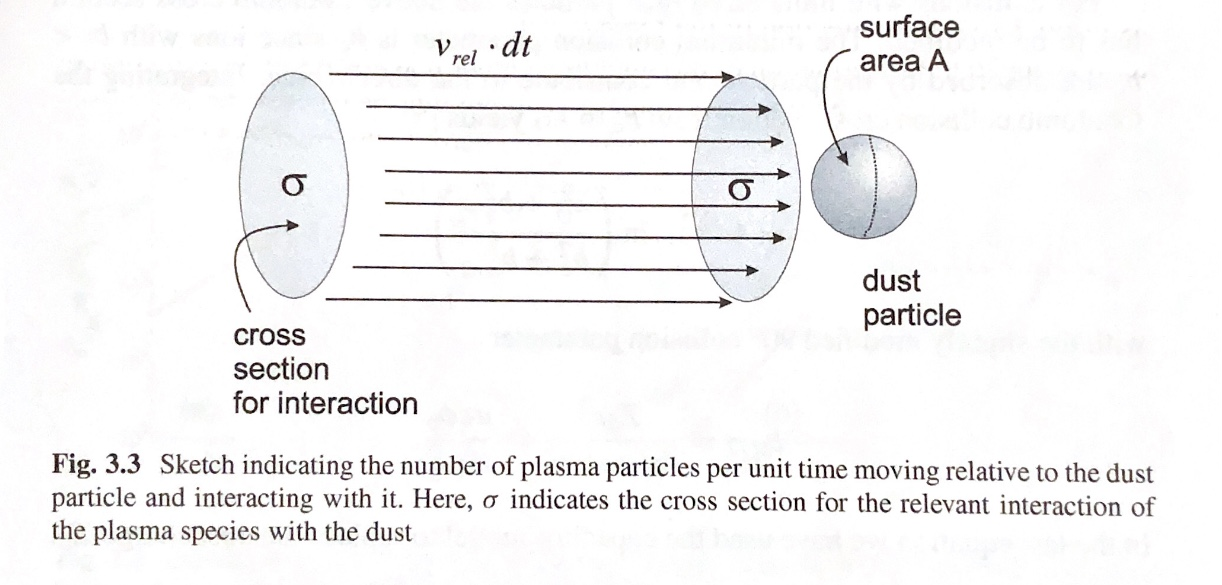 v rel · dt
surface
area A
σ
σ
dust
particle
cross
section
for interaction
Fig. 3.3 Sketch indicating the number of plasma particles per unit time moving relative to the dust
particle and interacting with it. Here, σ indicates the cross section for the relevant interaction of
the plasma species with the dust